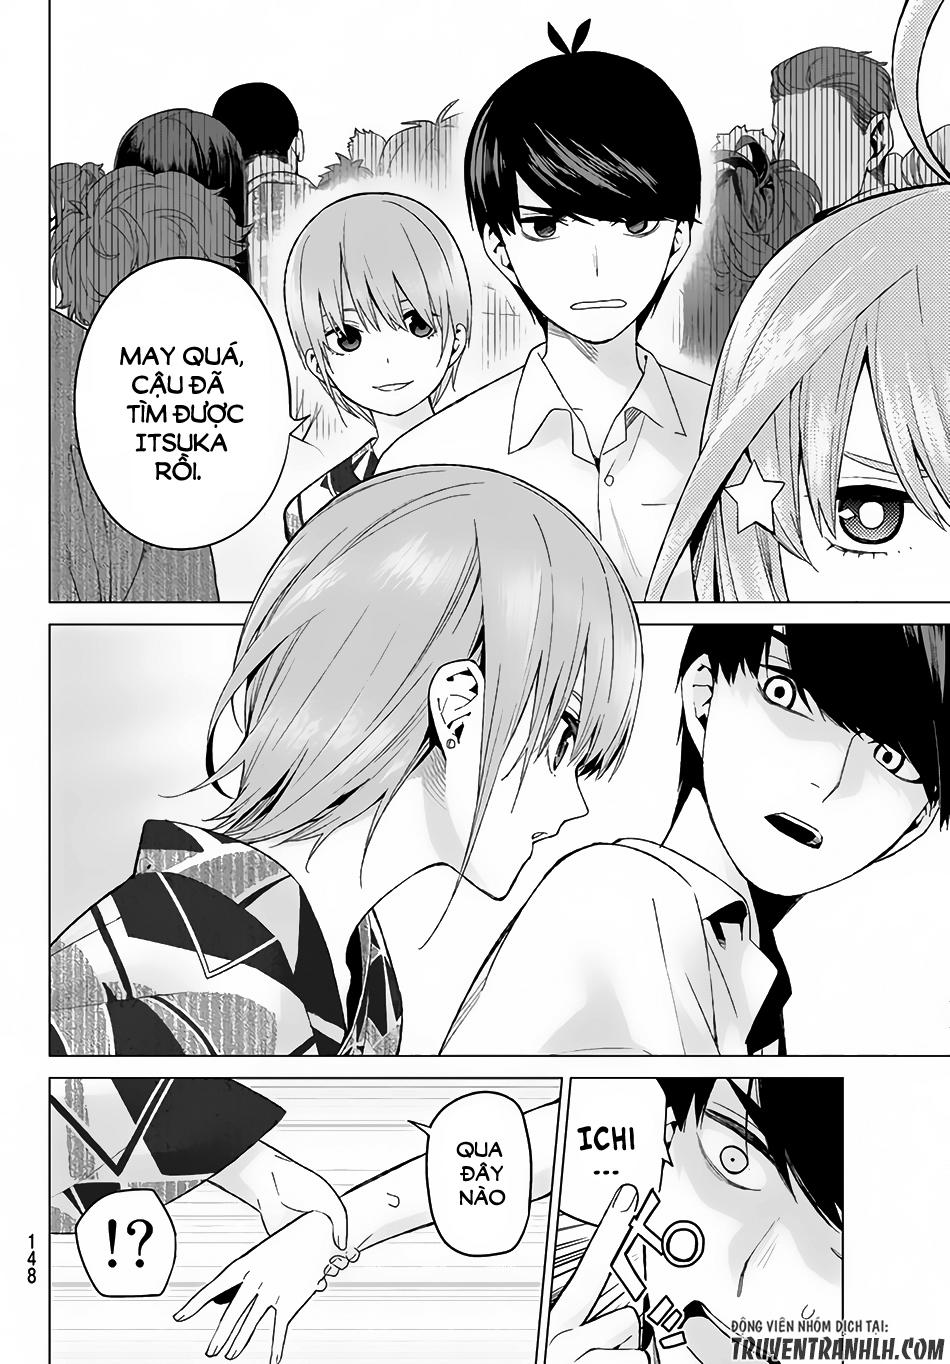 MAY QUÁ,
CẬU ĐÃ
TÌM ĐƯỢC
ITSUKA
RỒI.
ICHI
...
QUA
ĐÂY
NÀO
!?
148
ĐỘNG VIÊN NHÓM DỊCH TẠI:
TRUYENTRANHLH.COM